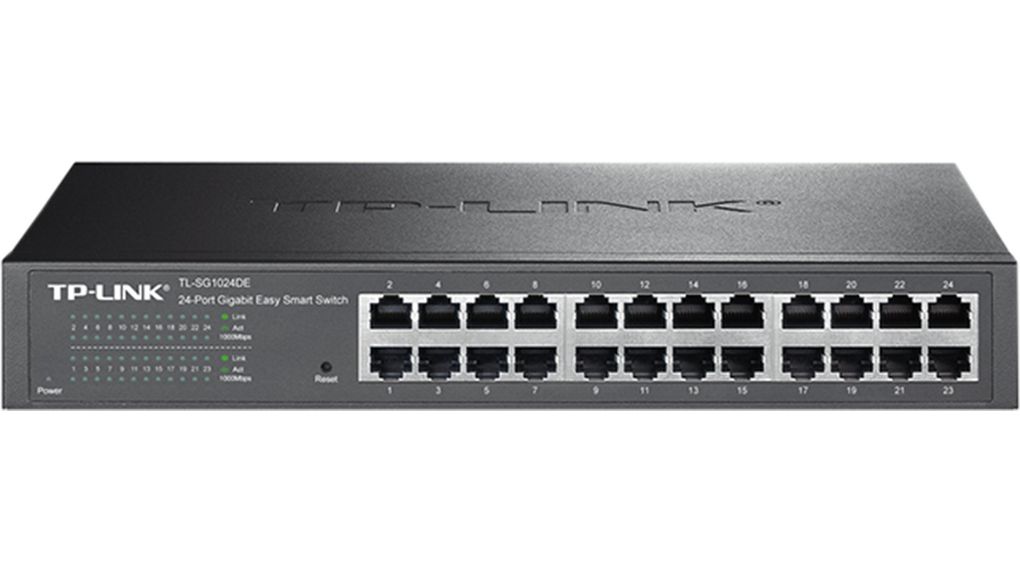 TP-LINK®
TP-LINK®
TL-SG1024DE
24-Port Gigabit Easy Smart Switch
2 4 6 8 10 12 14 16 18 20 22 24
Link
2 4 6 8 10 12 14 16 18 20 22 24
Act
1000Mbps
Link
1 3 5 7 9 11 13 15 17 19 21 23
Act
1000Mbps
Power
Reset
1 3 5 7 9 11 13 15 17 19 21 23